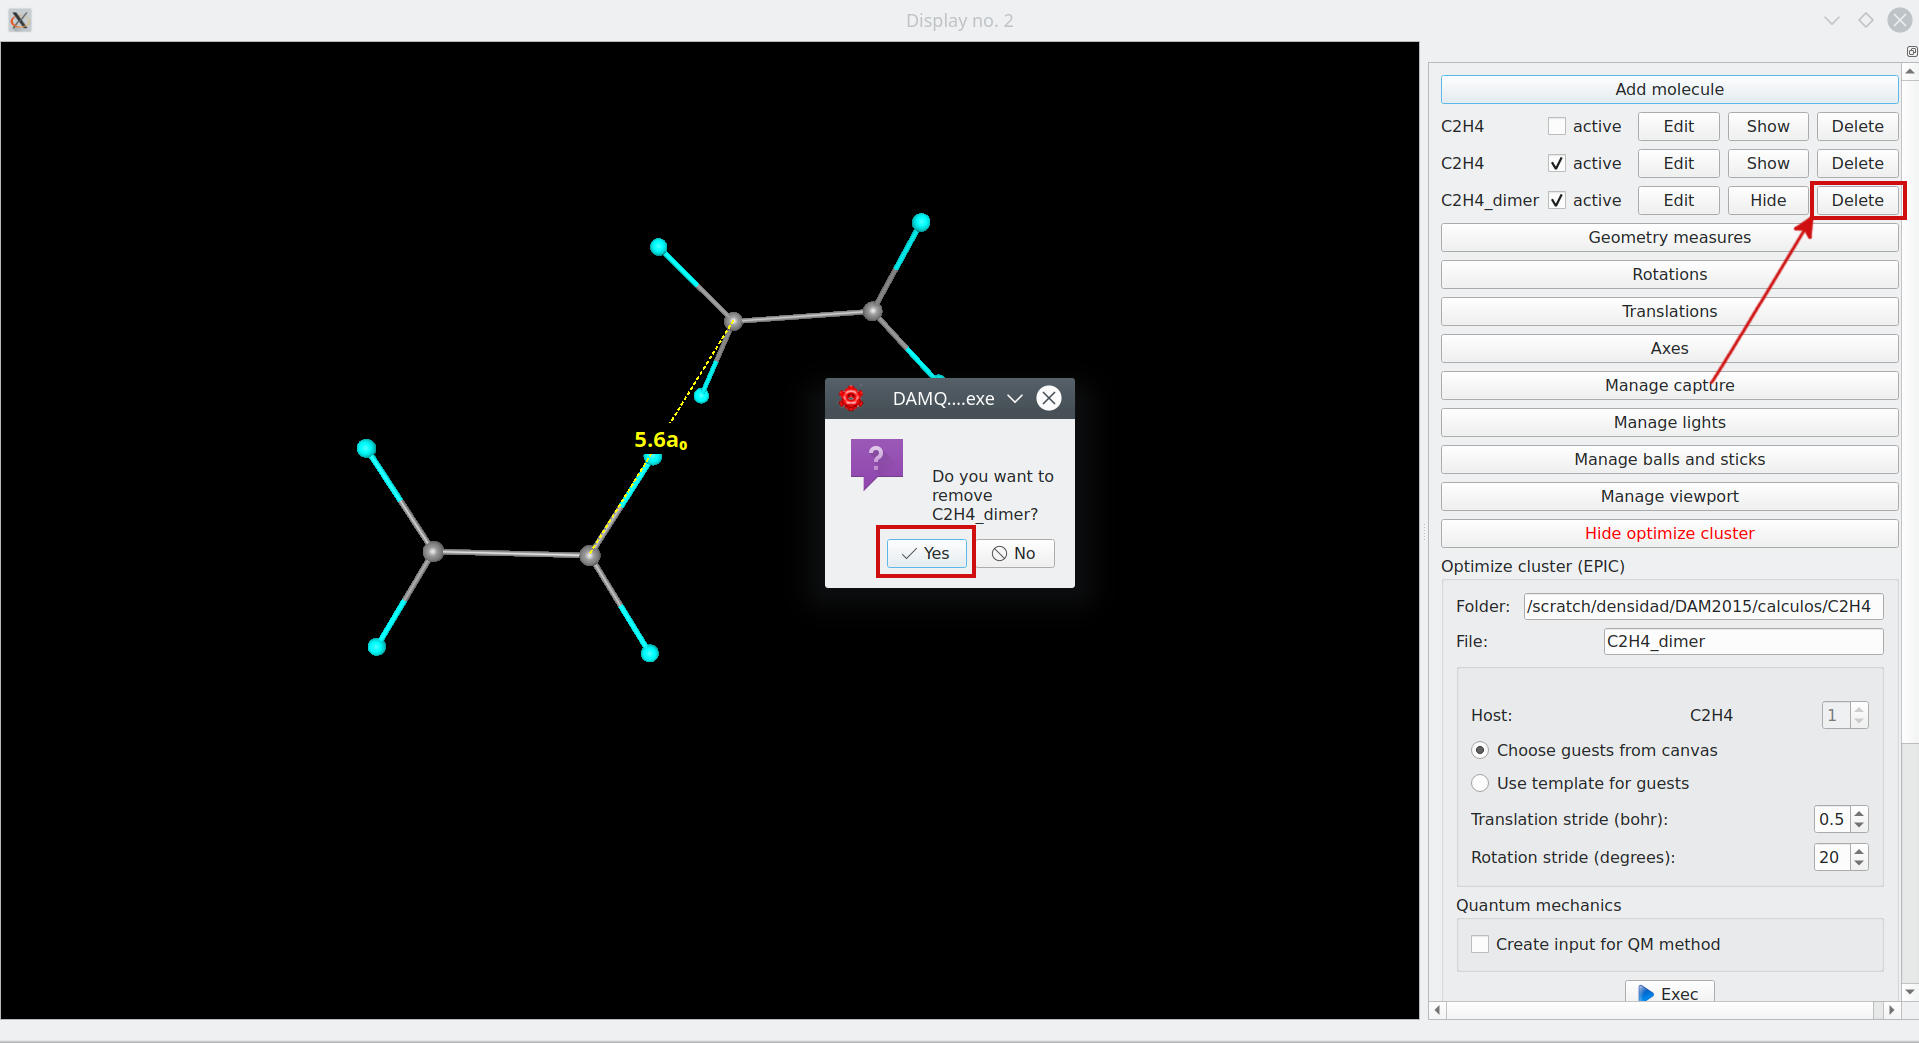 Display no. 2
Add molecule
C2H4 active Edit Show Delete
C2H4 active Edit Show Delete
C2H4_dimer active Edit Hide Delete
Geometry measures
Rotations
Translations
Axes
Manage capture
Manage lights
Manage balls and sticks
Manage viewport
Hide optimize cluster
Optimize cluster (EPIC)
Folder: /scratch/densidad/DAM2015/calculos/C2H4
File: C2H4_dimer
Host: C2H4 1
Choose guests from canvas
Use template for guests
Translation stride (bohr): 0.5
Rotation stride (degrees): 20
Quantum mechanics
Create input for QM method
Exec
5.6a₀
DAMQ....exe
?
Do you want to
remove
C2H4_dimer?
Yes No